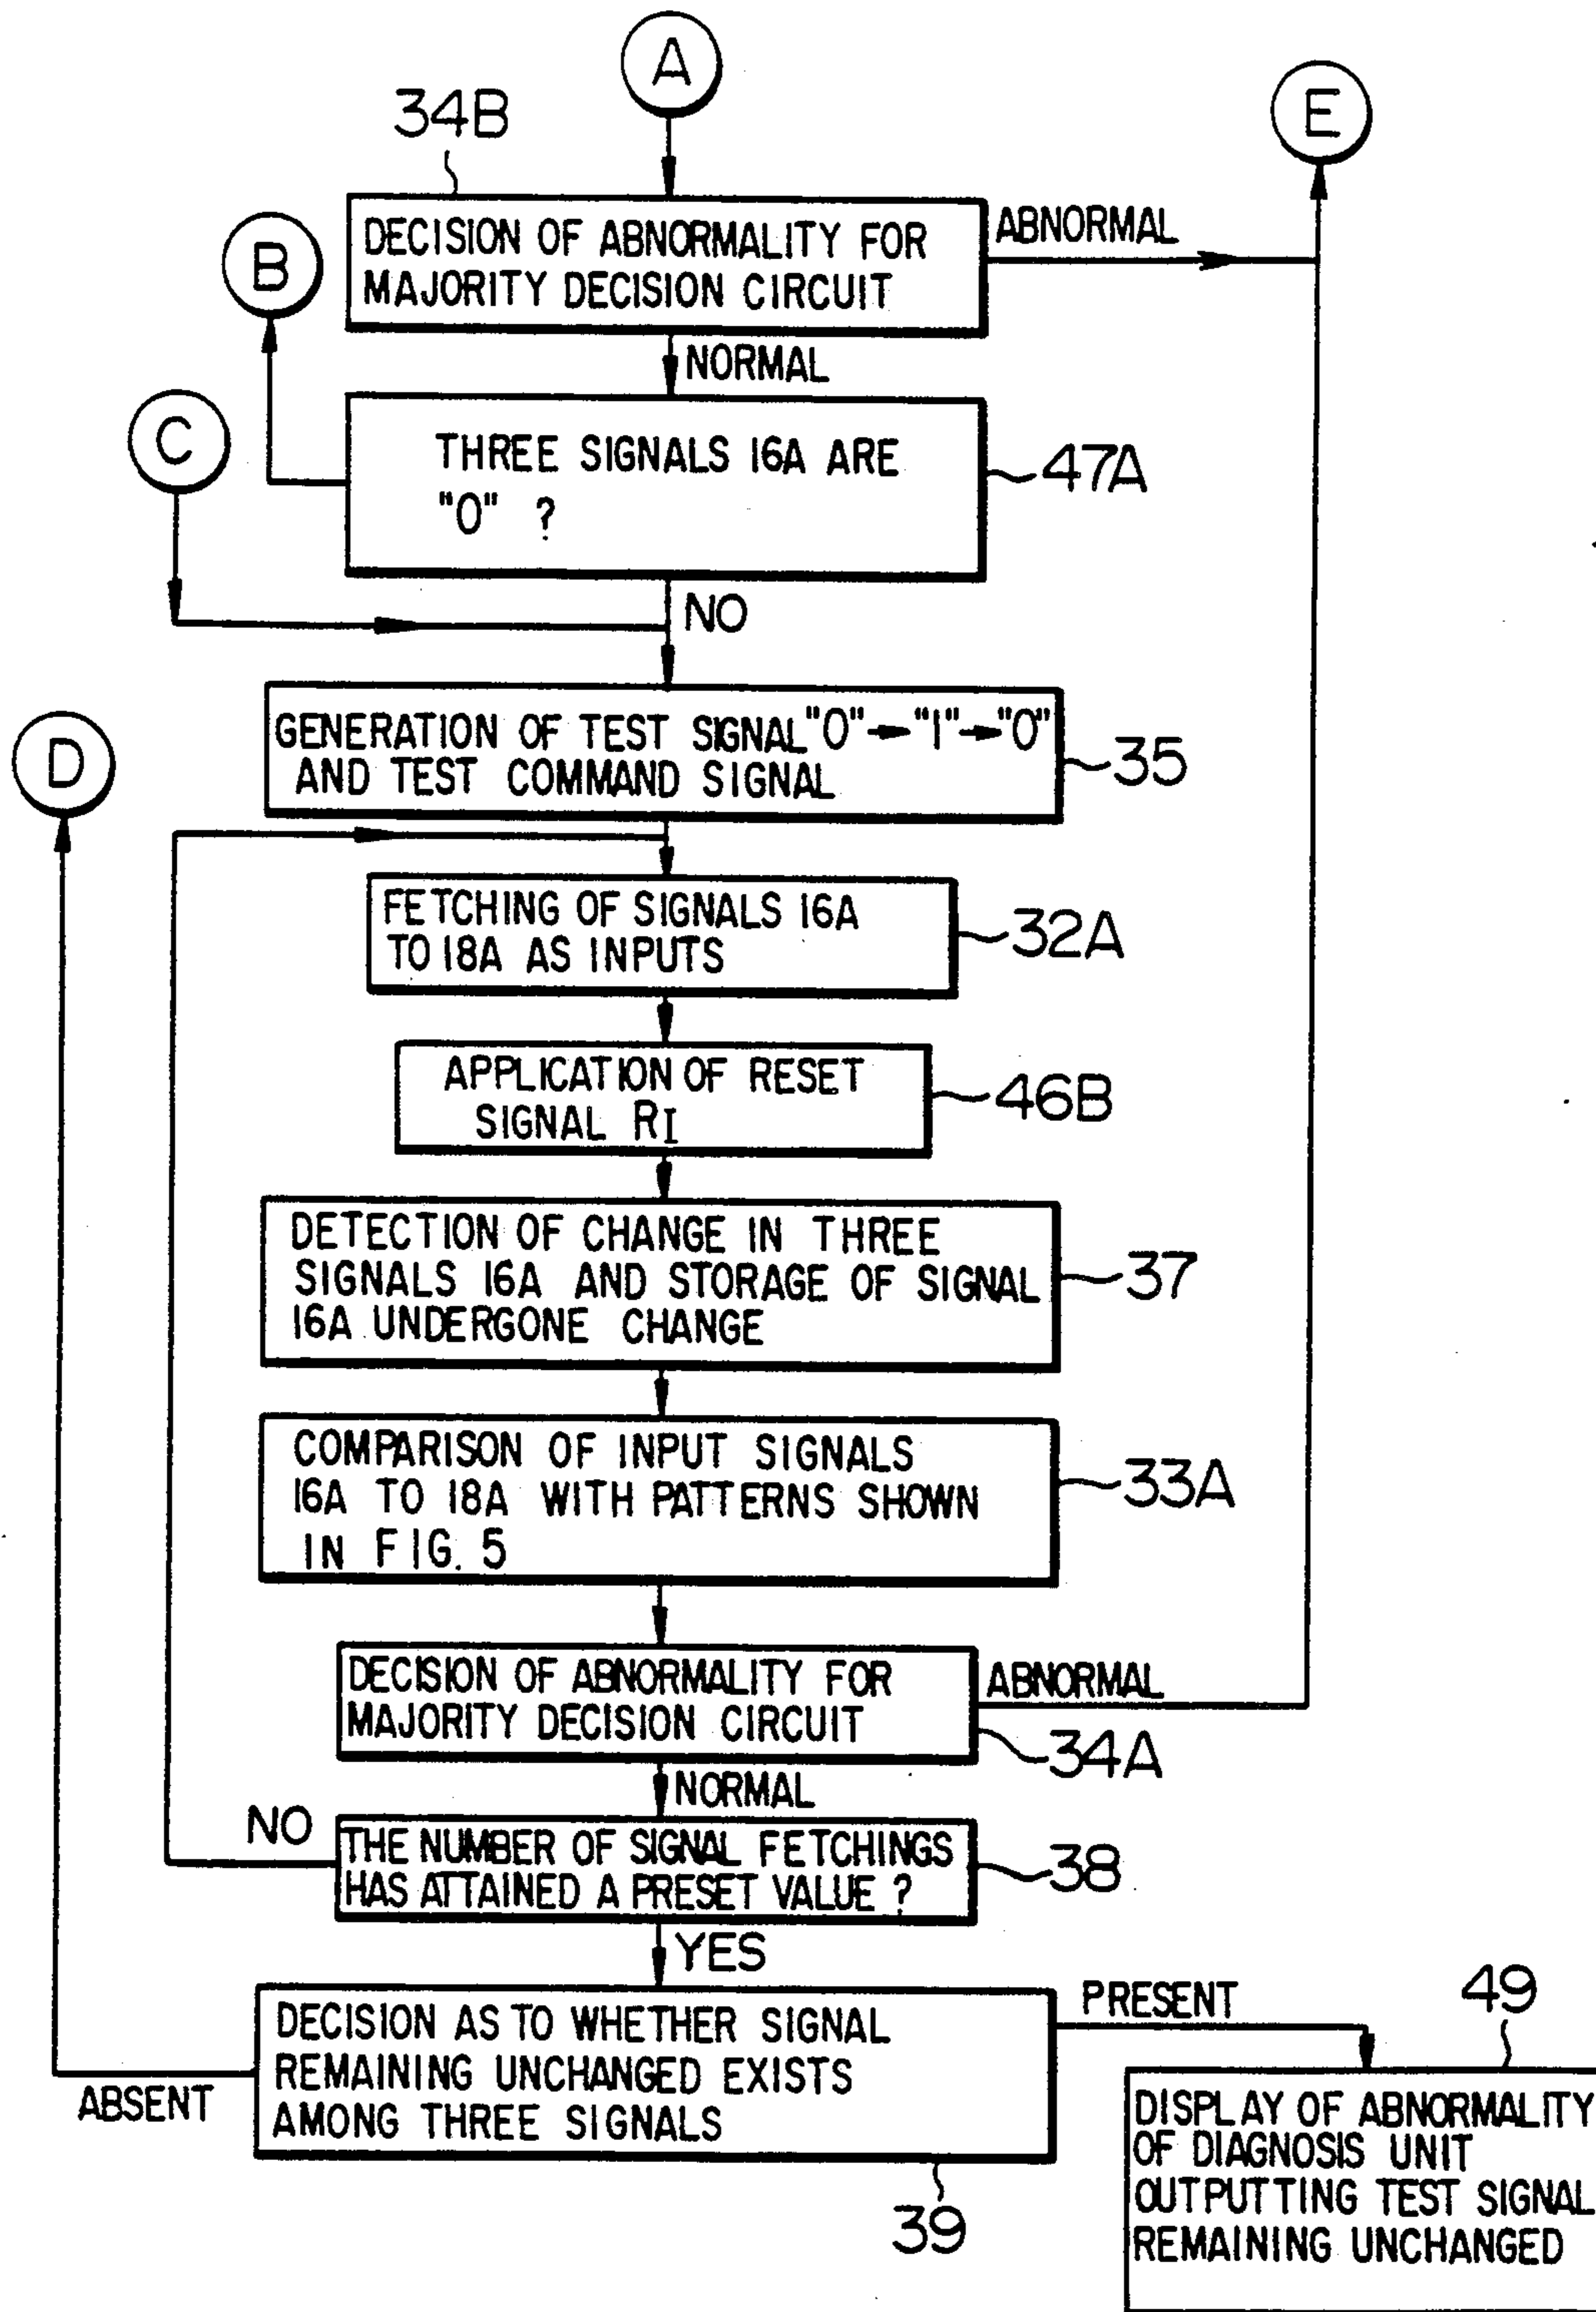 A
E
34B
DECISION OF ABNORMALITY FOR
MAJORITY DECISION CIRCUIT
ABNORMAL
B
NORMAL
C
THREE SIGNALS 16A ARE
"0" ?
47A
NO
D
GENERATION OF TEST SIGNAL "0"→"1"→"0"
AND TEST COMMAND SIGNAL
35
FETCHING OF SIGNALS 16A
TO 18A AS INPUTS
32A
APPLICATION OF RESET
SIGNAL RI
46B
DETECTION OF CHANGE IN THREE
SIGNALS 16A AND STORAGE OF SIGNAL
16A UNDERGONE CHANGE
37
COMPARISON OF INPUT SIGNALS
16A TO 18A WITH PATTERNS SHOWN
IN FIG. 5
33A
DECISION OF ABNORMALITY FOR
MAJORITY DECISION CIRCUIT
ABNORMAL
34A
NORMAL
NO
THE NUMBER OF SIGNAL FETCHINGS
HAS ATTAINED A PRESET VALUE ?
38
YES
DECISION AS TO WHETHER SIGNAL
REMAINING UNCHANGED EXISTS
AMONG THREE SIGNALS
PRESENT
49
ABSENT
39
DISPLAY OF ABNORMALITY
OF DIAGNOSIS UNIT
OUTPUTTING TEST SIGNAL
REMAINING UNCHANGED